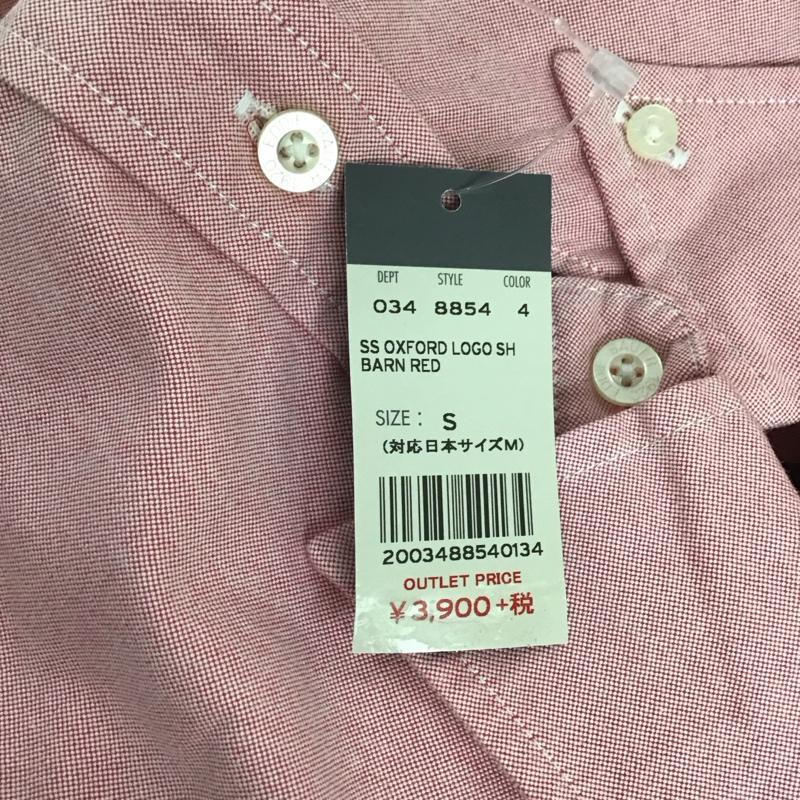 DEPT STYLE COLOR
034 8854 4
SS OXFORD LOGO SH
BARN RED
SIZE : S
(対応日本サイズM)
2003488540134
OUTLET PRICE
¥3,900+税